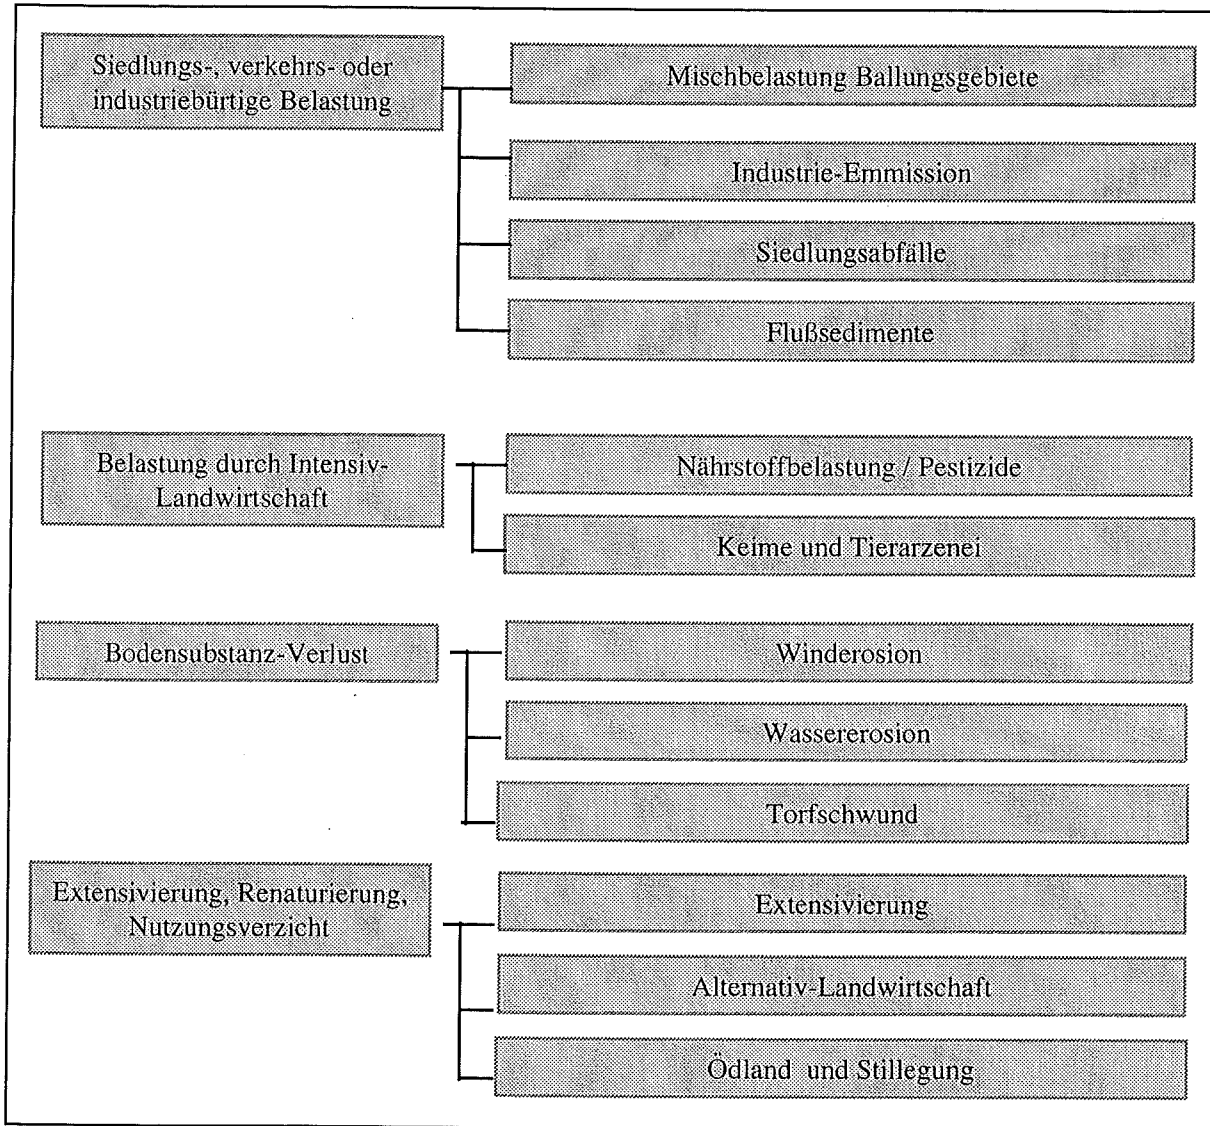 Siedlungs-, verkehrs- oder
industriebürtige Belastung
Mischbelastung Ballungsgebiete
Industrie-Emmission
Siedlungsabfälle
Flußsedimente
Belastung durch Intensiv-
Landwirtschaft
Nährstoffbelastung / Pestizide
Keime und Tierarzenei
Bodensubstanz-Verlust
Winderosion
Wassererosion
Torfschwund
Extensivierung, Renaturierung,
Nutzungsverzicht
Extensivierung
Alternativ-Landwirtschaft
Ödland und Stillegung